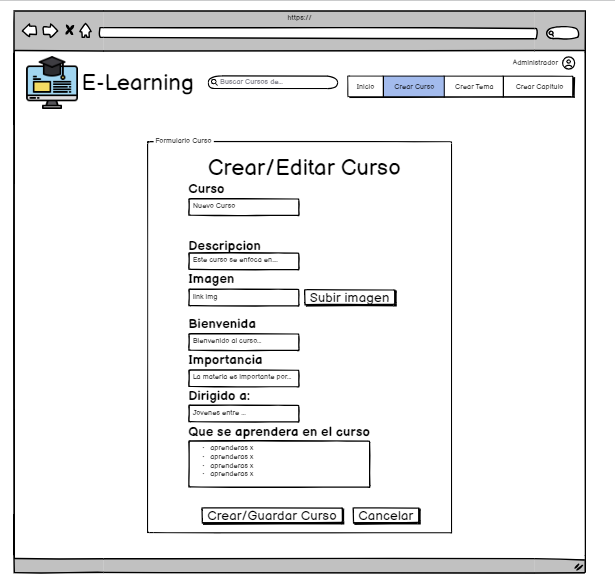 https://
Administrador
E-Learning
Buscar Cursos de...
Inicio Crear Curso Crear Tema Crear Capitulo
Formulario Curso
Crear/Editar Curso
Curso
Nuevo Curso
Descripcion
Este curso se enfoca en...
Imagen
link img Subir imagen
Bienvenida
Bienvenido al curso...
Importancia
La materia es importante por...
Dirigido a:
Jovenes entre ...
Que se aprendera en el curso
· aprenderas x
· aprenderas x
· aprenderas x
· aprenderas x
Crear/Guardar Curso Cancelar